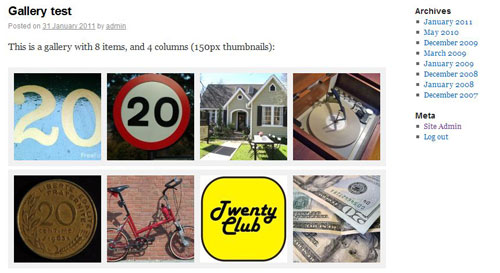 Gallery test
Posted on 31 January 2011 by admin
This is a gallery with 8 items, and 4 columns (150px thumbnails):
20
20
20
Twenty
Club
Archives
January 2011
May 2010
December 2009
March 2009
January 2009
December 2008
January 2008
December 2007
Meta
Site Admin
Log out